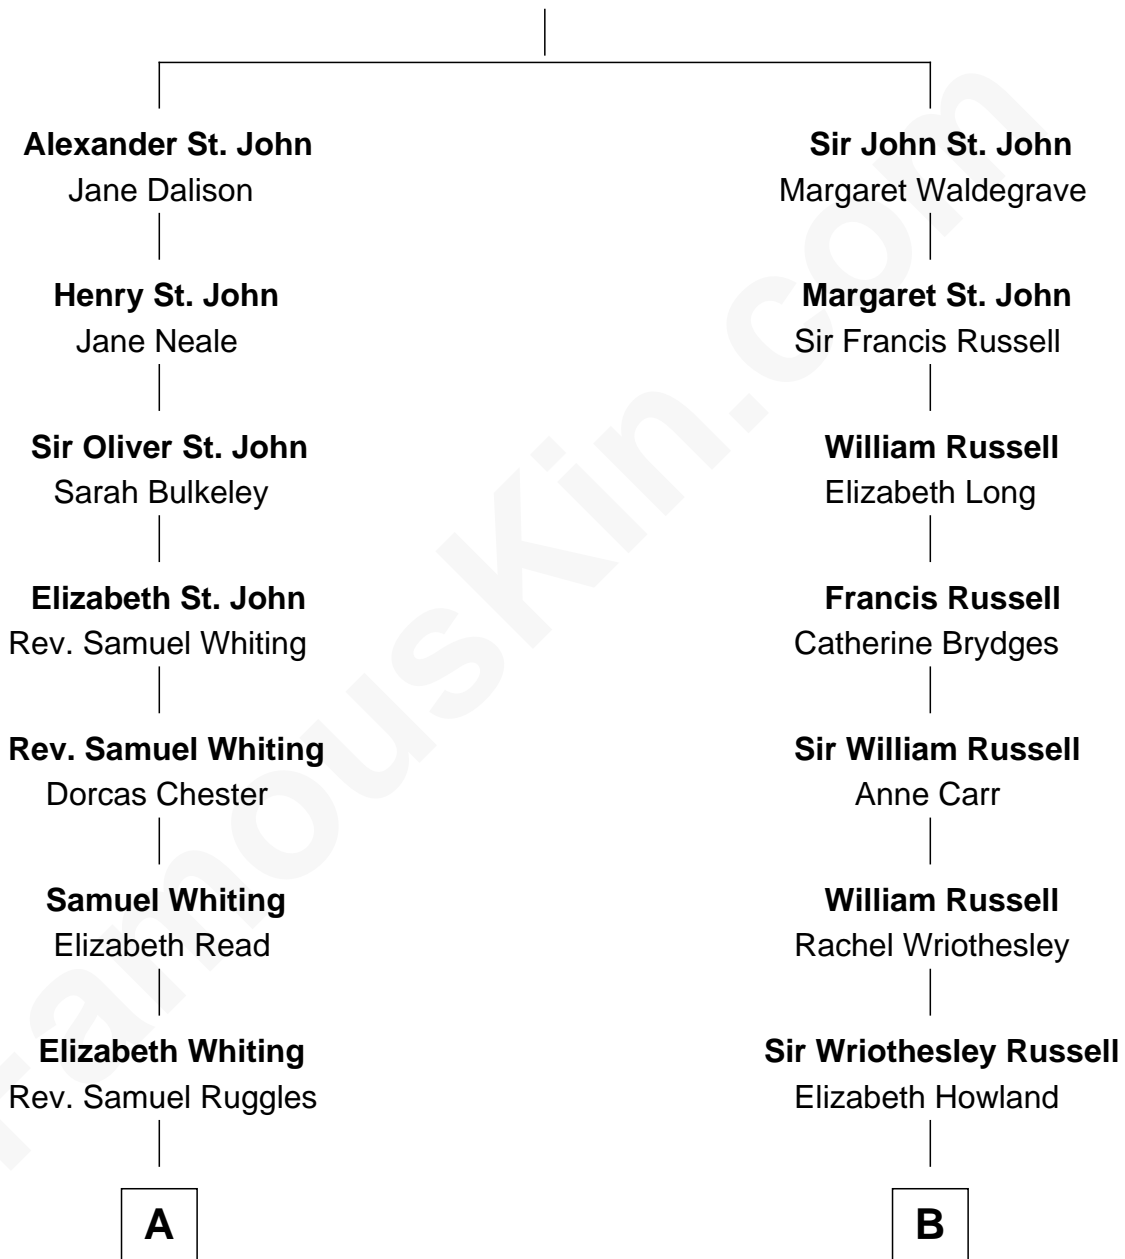 Alexander St. John
Jane Dalison
Sir John St. John
Margaret Waldegrave
Henry St. John
Jane Neale
Margaret St. John
Sir Francis Russell
Sir Oliver St. John
Sarah Bulkeley
William Russell
Elizabeth Long
Elizabeth St. John
Rev. Samuel Whiting
Francis Russell
Catherine Brydges
Rev. Samuel Whiting
Dorcas Chester
Sir William Russell
Anne Carr
Samuel Whiting
Elizabeth Read
William Russell
Rachel Wriothesley
Elizabeth Whiting
Rev. Samuel Ruggles
Sir Wriothesley Russell
Elizabeth Howland
A
B
famouskin.com